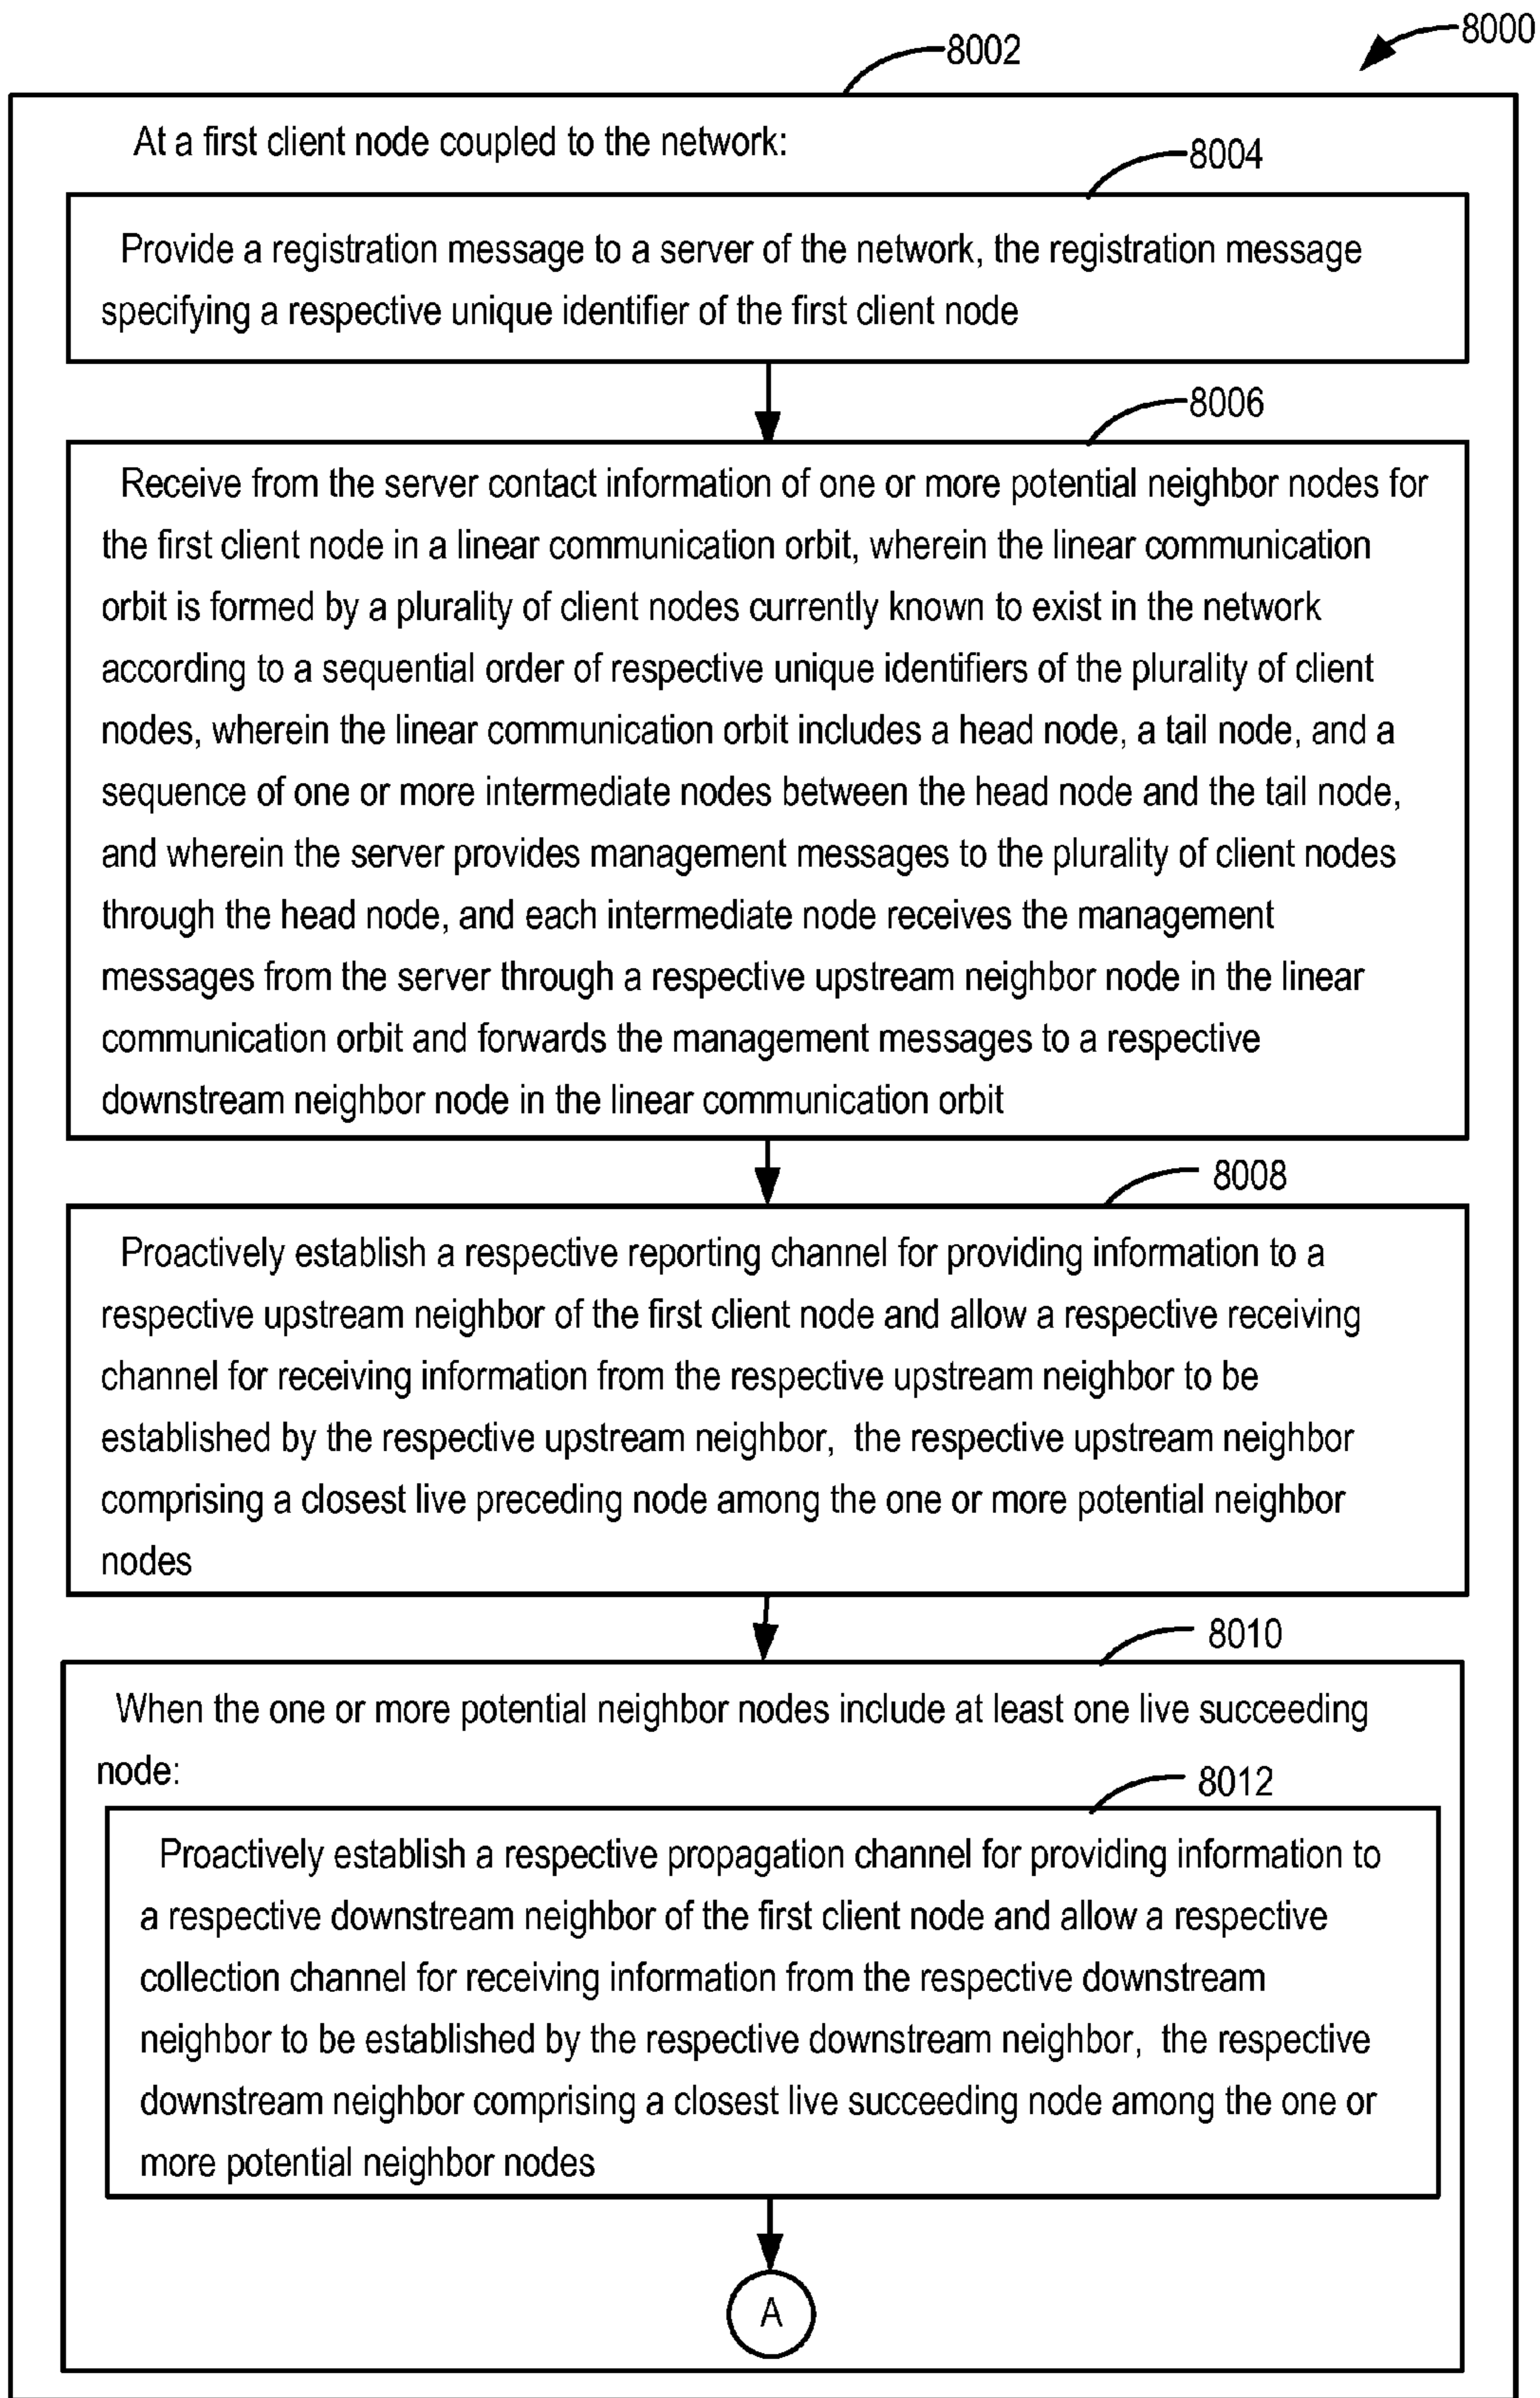 8000
8002
At a first client node coupled to the network:
8004
Provide a registration message to a server of the network, the registration message
specifying a respective unique identifier of the first client node
8006
Receive from the server contact information of one or more potential neighbor nodes for
the first client node in a linear communication orbit, wherein the linear communication
orbit is formed by a plurality of client nodes currently known to exist in the network
according to a sequential order of respective unique identifiers of the plurality of client
nodes, wherein the linear communication orbit includes a head node, a tail node, and a
sequence of one or more intermediate nodes between the head node and the tail node,
and wherein the server provides management messages to the plurality of client nodes
through the head node, and each intermediate node receives the management
messages from the server through a respective upstream neighbor node in the linear
communication orbit and forwards the management messages to a respective
downstream neighbor node in the linear communication orbit
8008
Proactively establish a respective reporting channel for providing information to a
respective upstream neighbor of the first client node and allow a respective receiving
channel for receiving information from the respective upstream neighbor to be
established by the respective upstream neighbor, the respective upstream neighbor
comprising a closest live preceding node among the one or more potential neighbor
nodes
8010
When the one or more potential neighbor nodes include at least one live succeeding
node:
8012
Proactively establish a respective propagation channel for providing information to
a respective downstream neighbor of the first client node and allow a respective
collection channel for receiving information from the respective downstream
neighbor to be established by the respective downstream neighbor, the respective
downstream neighbor comprising a closest live succeeding node among the one or
more potential neighbor nodes
A